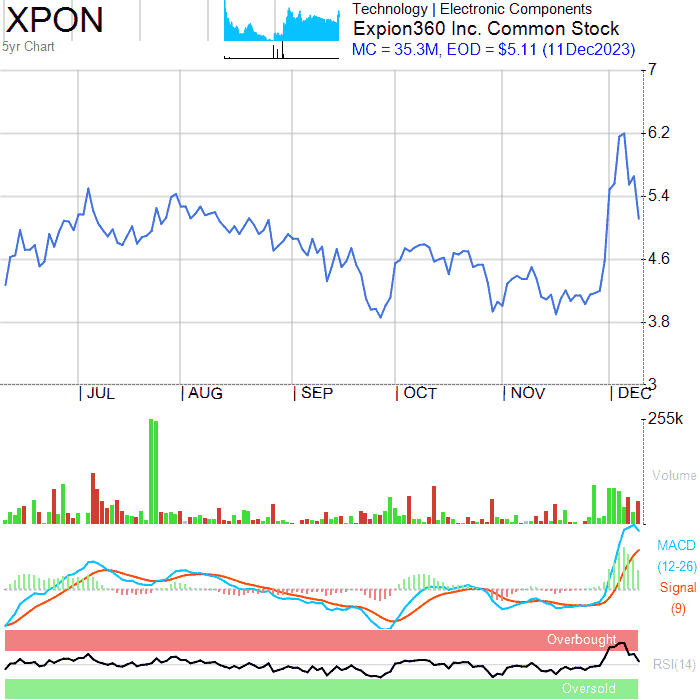 XPON
5yr Chart
Technology | Electronic Components
Expion360 Inc. Common Stock
MC = 35.3M, EOD = $5.11 (11Dec2023)
7
6.2
5.4
4.6
3.8
3
| JUL | AUG | SEP | OCT | NOV | DEC
255k
Volume
MACD
(12-26)
Signal
(9)
Overbought
RSI(14)
Oversold